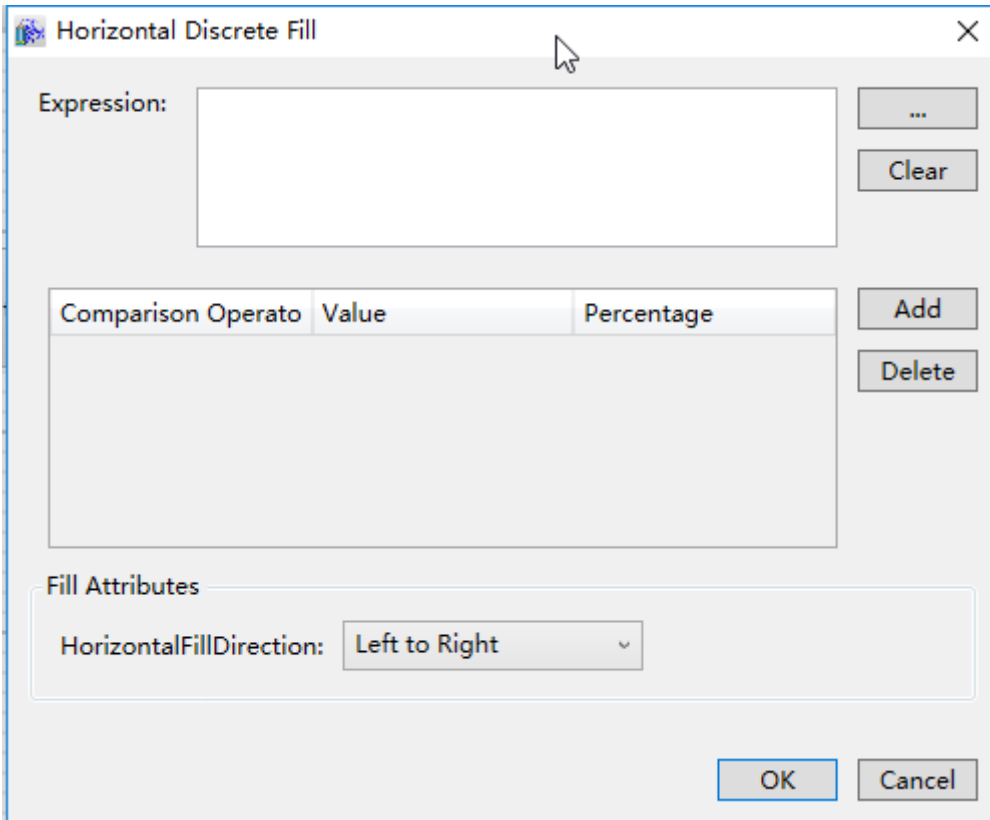 Horizontal Discrete Fill
Expression:
...
Clear
Comparison Operato Value Percentage
Add
Delete
Fill Attributes
HorizontalFillDirection: Left to Right
OK Cancel